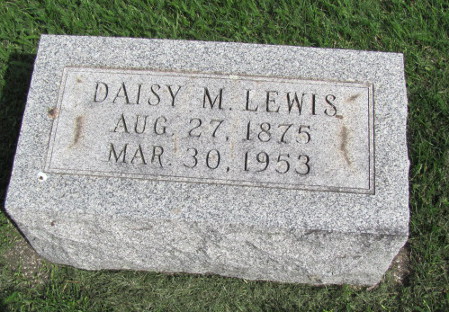 DAISY M. LEWIS
AUG. 27, 1875
MAR. 30, 1953